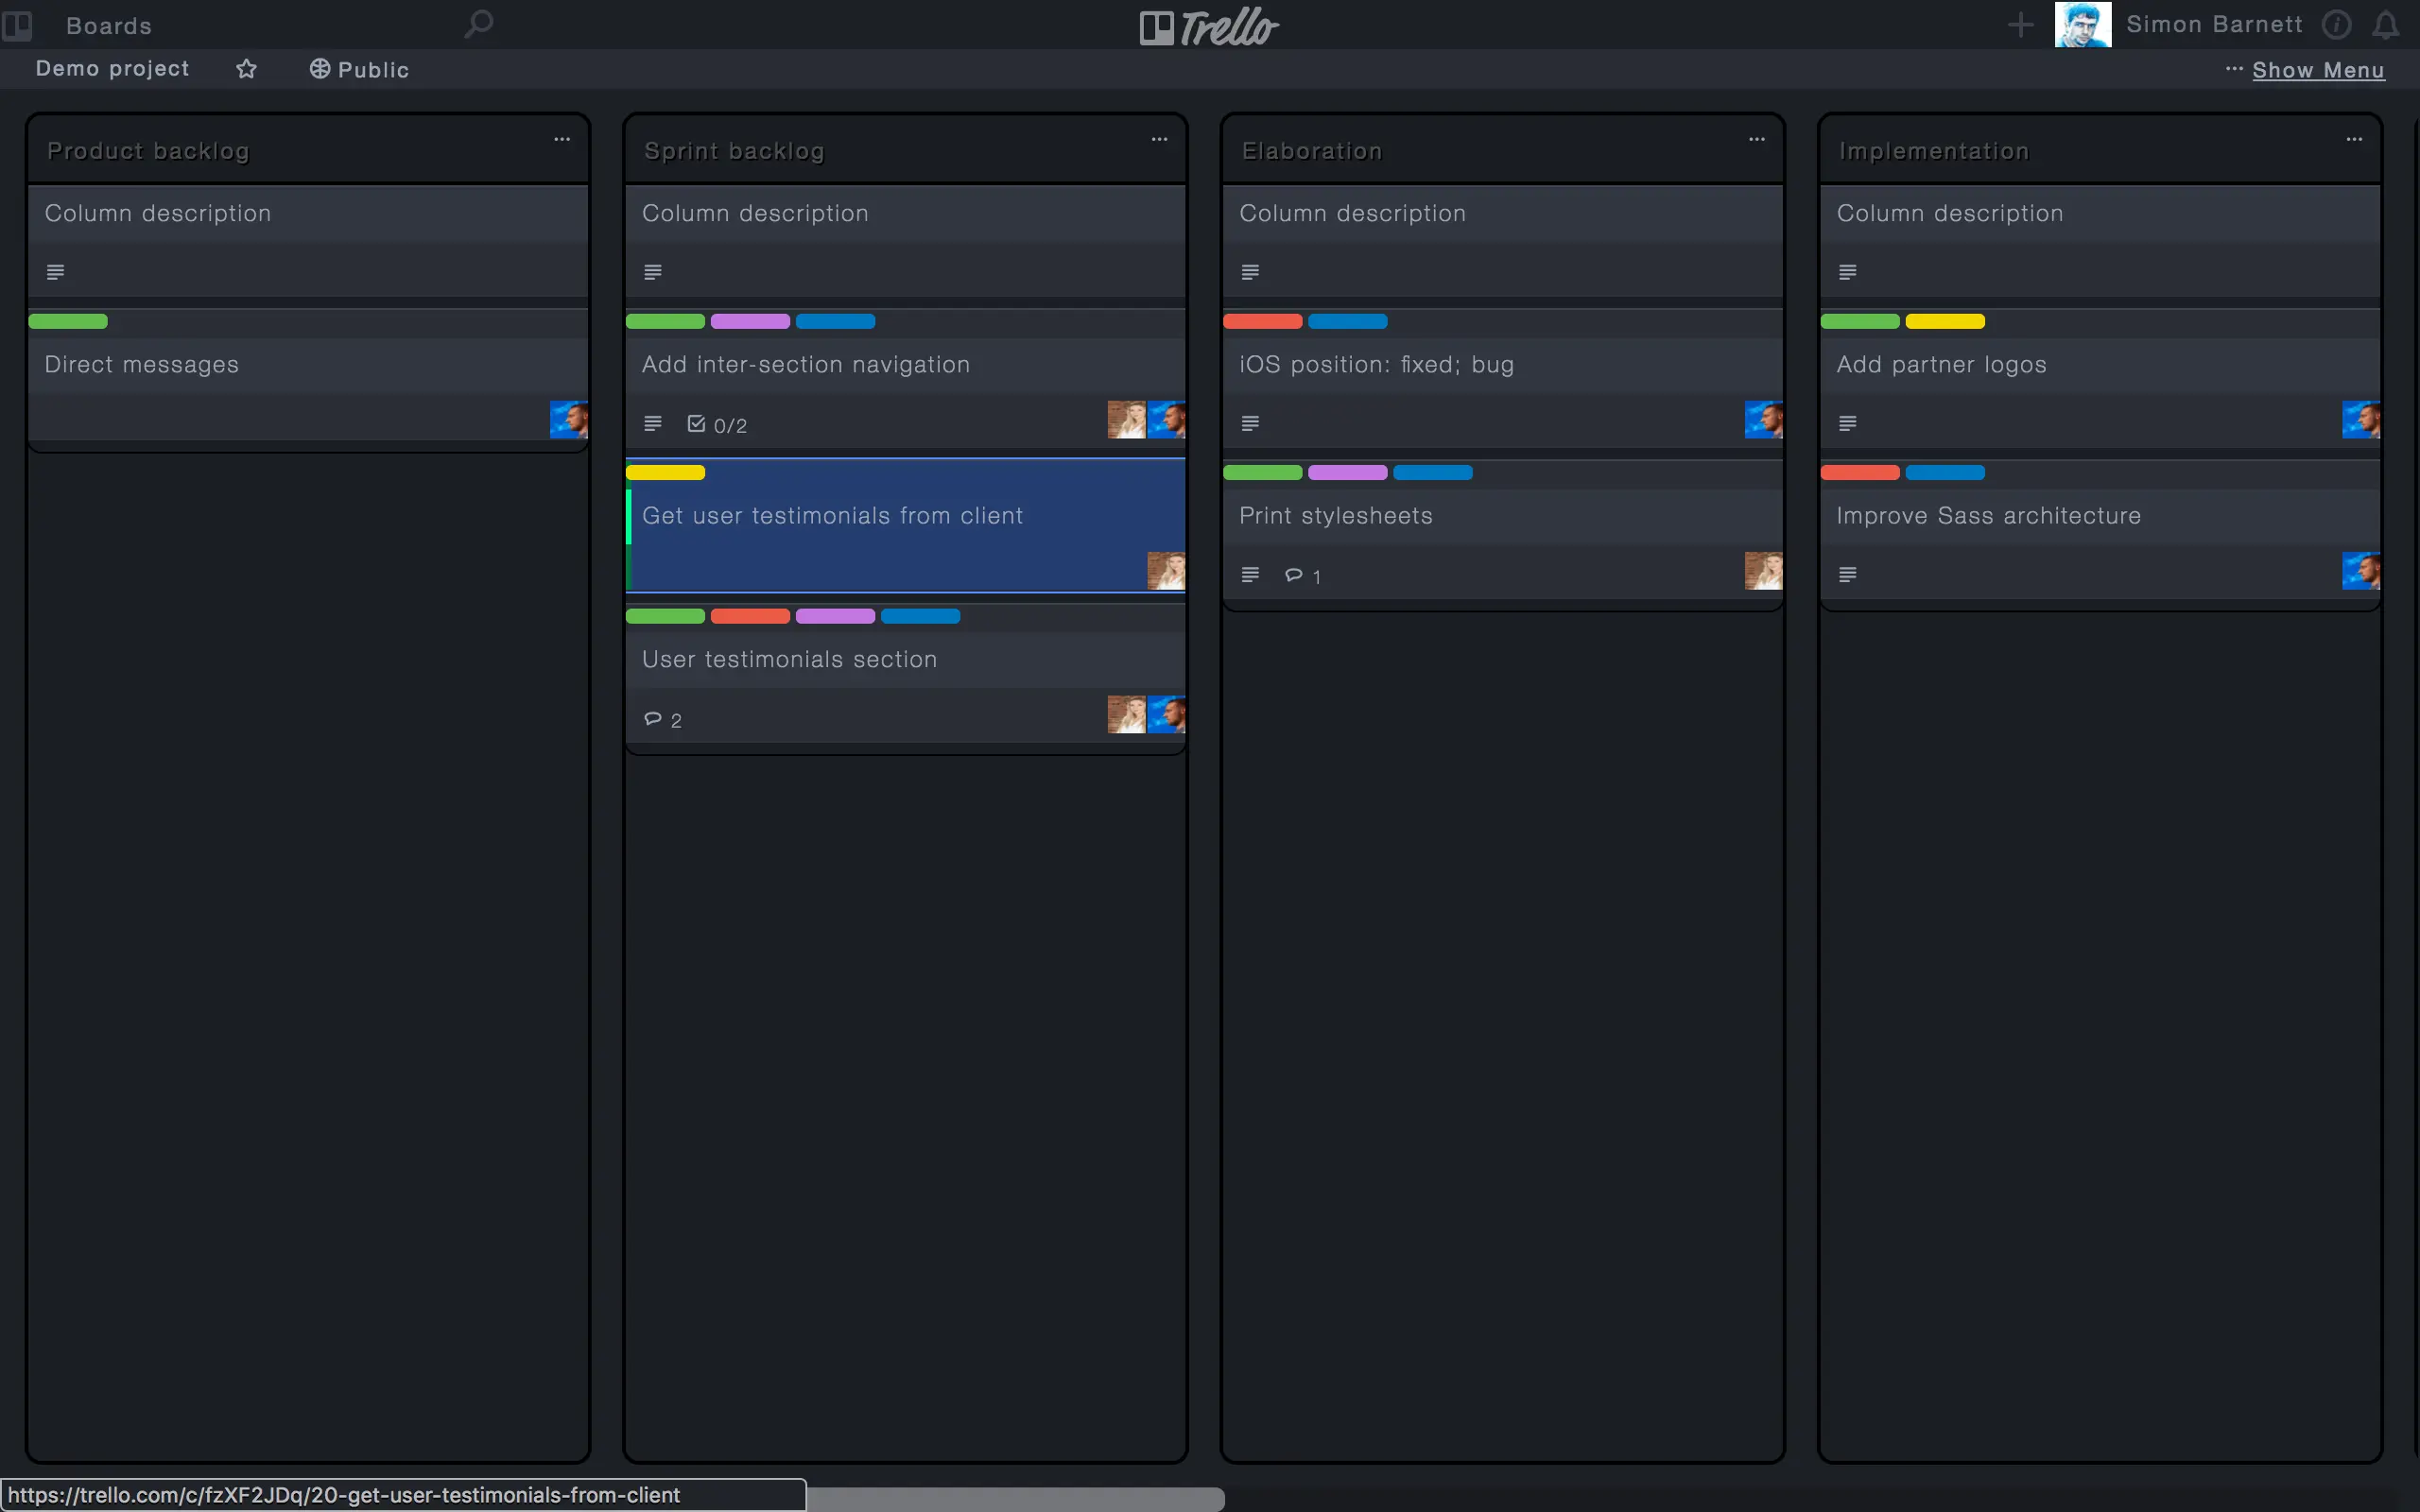 Boards
Trello
Simon Barnett
Demo project
Public
Show Menu
Product backlog
Column description
Direct messages
Sprint backlog
Column description
Add inter-section navigation
0/2
Get user testimonials from client
User testimonials section
2
Elaboration
Column description
iOS position: fixed; bug
Print stylesheets
1
Implementation
Column description
Add partner logos
Improve Sass architecture
https://trello.com/c/fzXF2JDq/20-get-user-testimonials-from-client